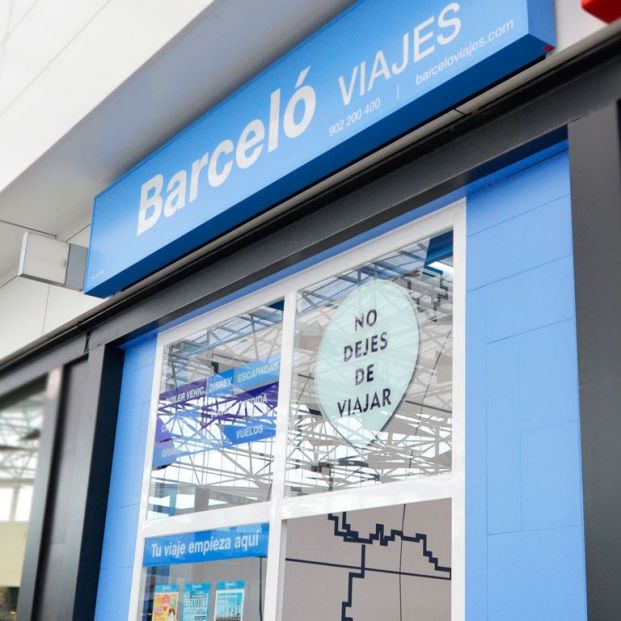 Barceló VIAJES
902 200 400 | barceloviajes.com
NO
DEJES
DE
VIAJAR
DISNEY ESCAPADAS
VUELOS
Tu viaje empieza aquí